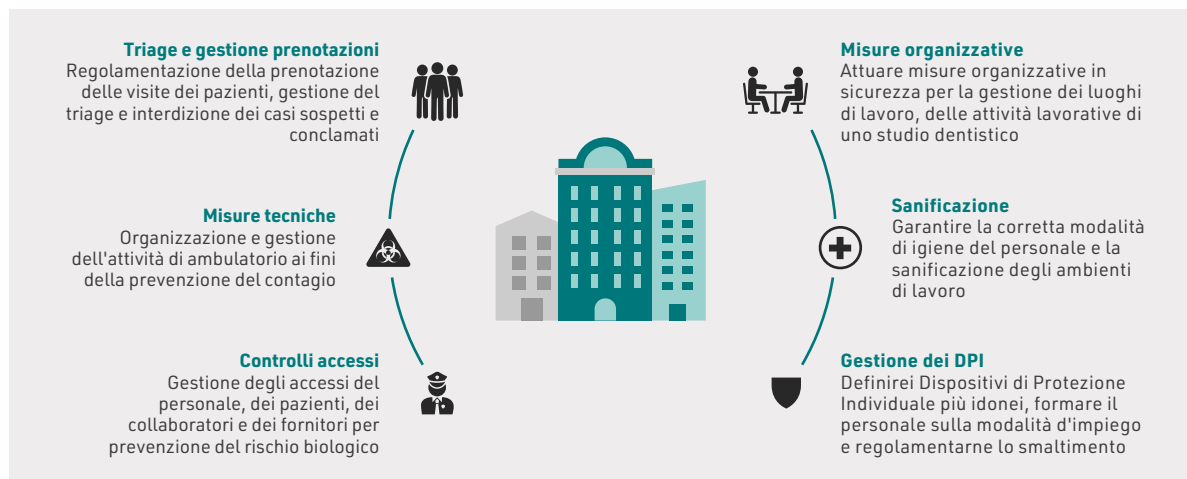 Triage e gestione prenotazioni
Regolamentazione della prenotazione
delle visite dei pazienti, gestione del
triage e interdizione dei casi sospetti e
conclamati
Misure tecniche
Organizzazione e gestione
dell'attività di ambulatorio ai fini
della prevenzione del contagio
Controlli accessi
Gestione degli accessi del
personale, dei pazienti, dei
collaboratori e dei fornitori per
prevenzione del rischio biologico
Misure organizzative
Attuare misure organizzative in
sicurezza per la gestione dei luoghi
di lavoro, delle attività lavorative di
uno studio dentistico
Sanificazione
Garantire la corretta modalità
di igiene del personale e la
sanificazione degli ambienti
di lavoro
Gestione dei DPI
Definirei Dispositivi di Protezione
Individuale più idonei, formare il
personale sulla modalità d'impiego
e regolamentarne lo smaltimento